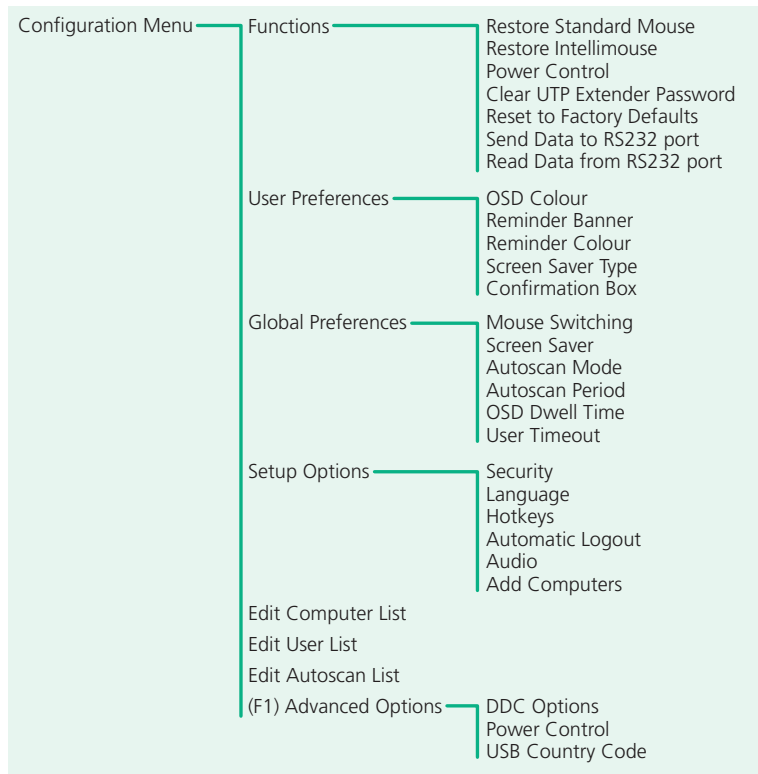 Configuration Menu
Functions
Restore Standard Mouse
Restore Intellimouse
Power Control
Clear UTP Extender Password
Reset to Factory Defaults
Send Data to RS232 port
Read Data from RS232 port
User Preferences
OSD Colour
Reminder Banner
Reminder Colour
Screen Saver Type
Confirmation Box
Global Preferences
Mouse Switching
Screen Saver
Autoscan Mode
Autoscan Period
OSD Dwell Time
User Timeout
Setup Options
Security
Language
Hotkeys
Automatic Logout
Audio
Add Computers
Edit Computer List
Edit User List
Edit Autoscan List
(F1) Advanced Options
DDC Options
Power Control
USB Country Code